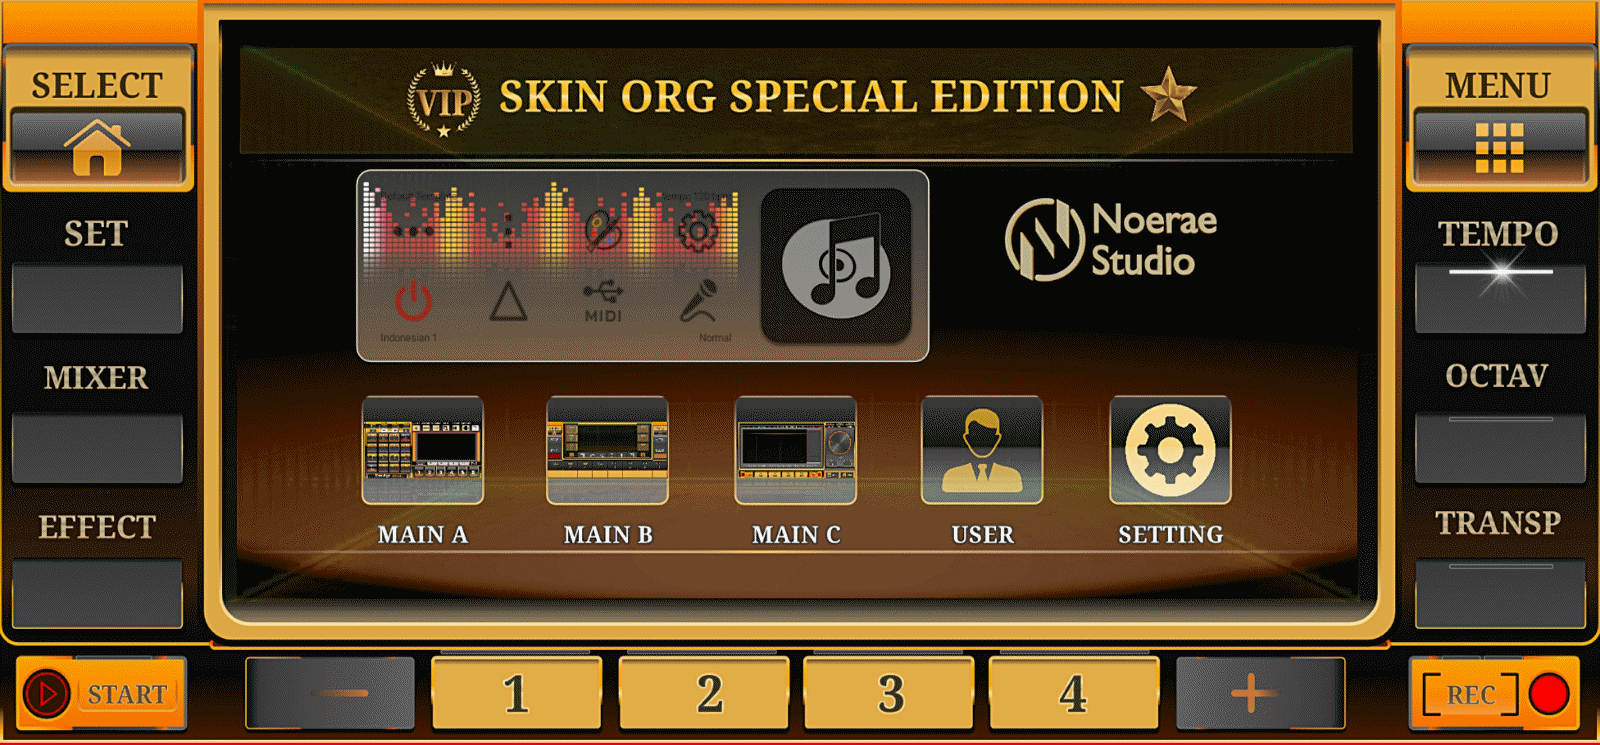 SELECT
SET
MIXER
EFFECT
START
VIP
SKIN ORG SPECIAL EDITION
Noerae
Studio
MIDI
Indonesian 1
Normal
MAIN A
MAIN B
MAIN C
USER
SETTING
MENU
TEMPO
OCTAV
TRANSP
1
2
3
4
REC